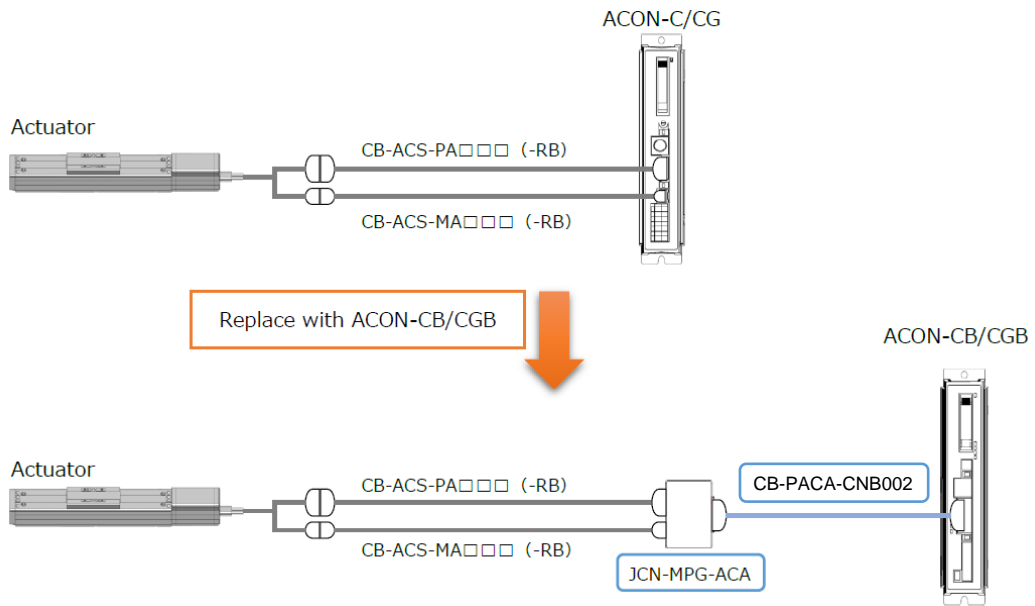 ACON-C/CG
Actuator
CB-ACS-PA□□□（-RB）
CB-ACS-MA□□□（-RB）
Replace with ACON-CB/CGB
ACON-CB/CGB
Actuator
CB-ACS-PA□□□（-RB）
CB-PACA-CNB002
CB-ACS-MA□□□（-RB）
JCN-MPG-ACA